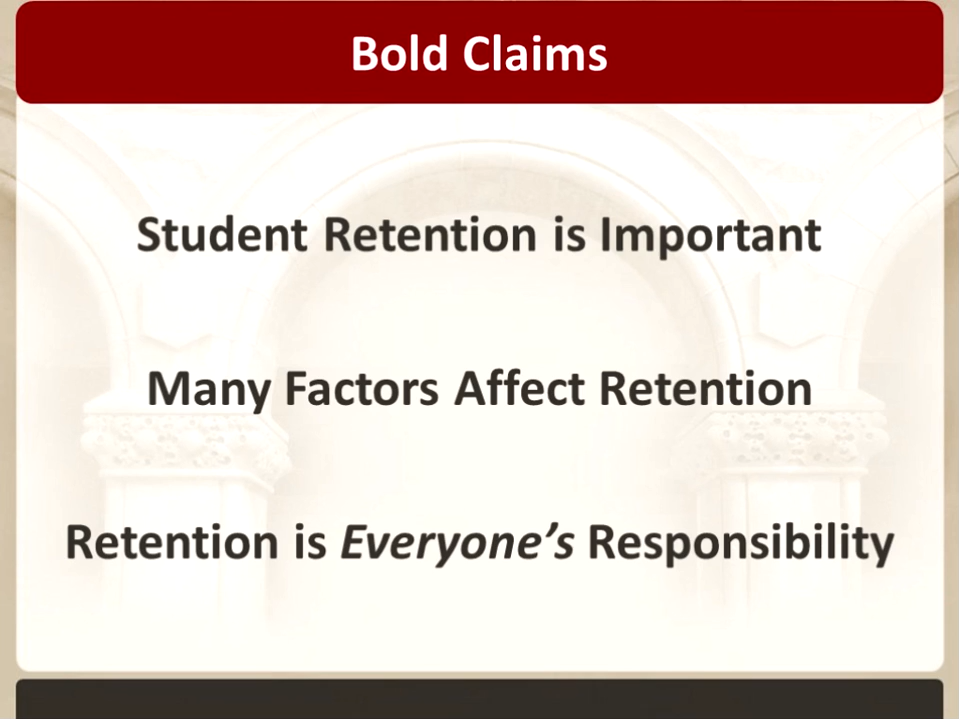 Bold Claims
Student Retention is Important
Many Factors Affect Retention
Retention is Everyone’s Responsibility